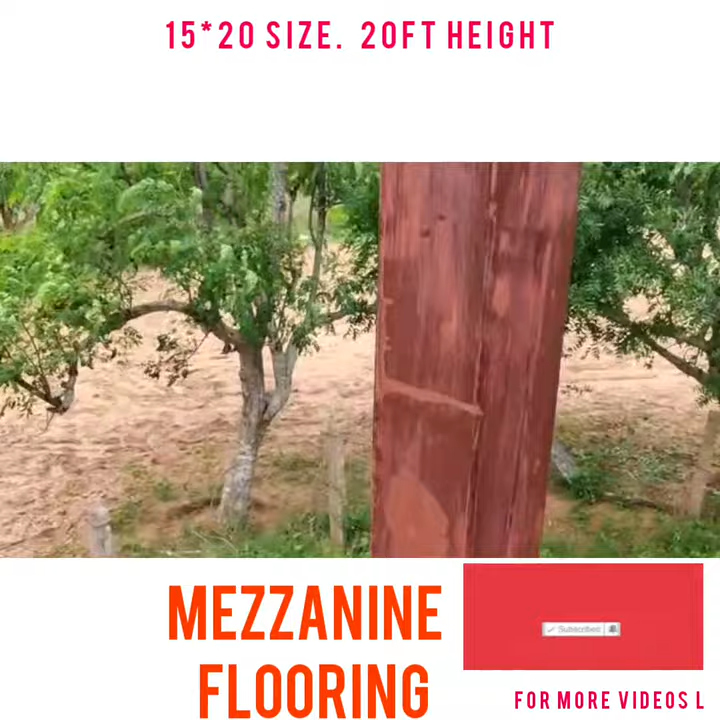 15*20 SIZE. 20FT HEIGHT
MEZZANINE
FLOORING
Subscribed
FOR MORE VIDEOS L